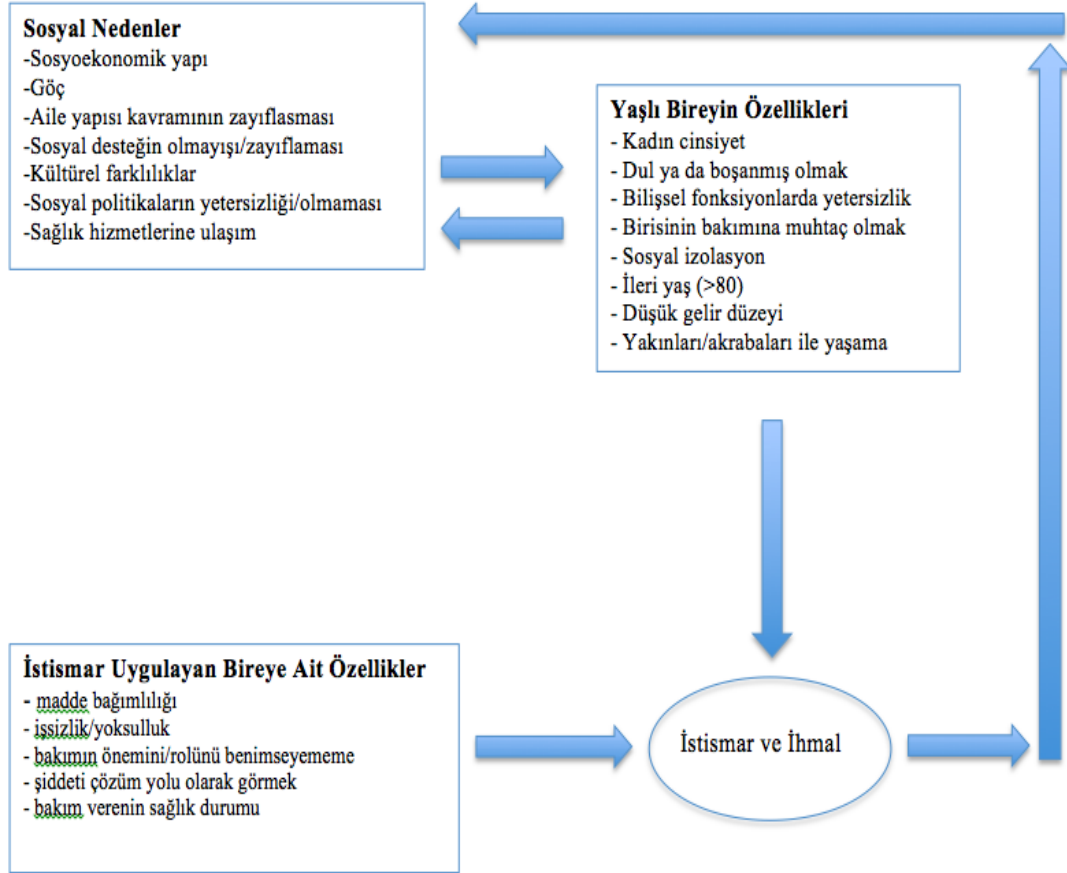 Sosyal Nedenler
-Sosyoekonomik yapı
-Göç
-Aile yapısı kavramının zayıflasması
-Sosyal desteğin olmayışı/zayıflaması
-Kültürel farklılıklar
-Sosyal politikaların yetersizliği/olmaması
-Sağlık hizmetlerine ulaşım
Yaşlı Bireyin Özellikleri
- Kadın cinsiyet
- Dul ya da boşanmış olmak
- Bilişsel fonksiyonlarda yetersizlik
- Birisinin bakımına muhtaç olmak
- Sosyal izolasyon
- İleri yaş (>80)
- Düşük gelir düzeyi
- Yakınları/akrabaları ile yaşama
İstismar Uygulayan Bireye Ait Özellikler
- madde bağımlılığı
- işsizlik/yoksulluk
- bakımın önemini/rolünü benimseyememe
- şiddeti çözüm yolu olarak görmek
- bakım verenin sağlık durumu
İstismar ve İhmal